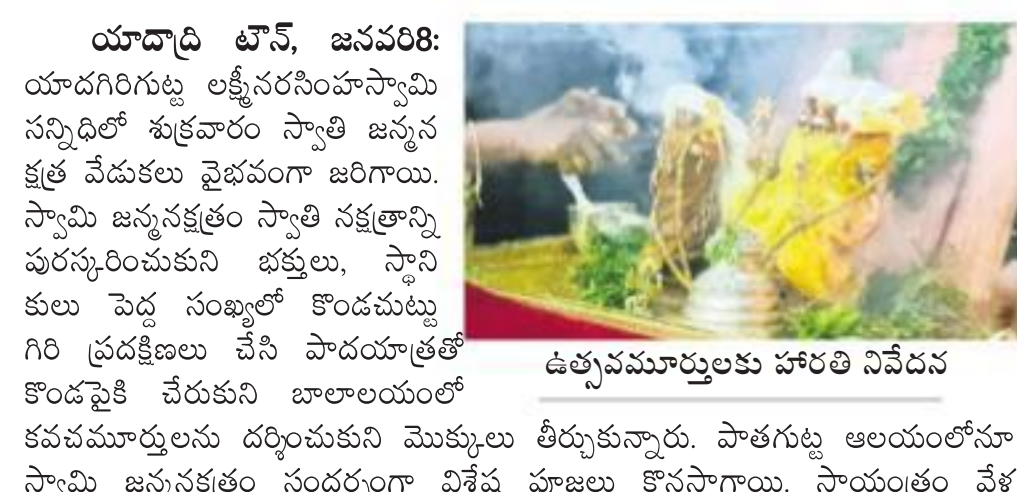 యాదాద్రి టౌన్, జనవరి8:
యాదగిరిగుట్ట లక్ష్మీనరసింహస్వామి
సన్నిధిలో శుక్రవారం స్వాతి జన్మన
క్షత్ర వేడుకలు వైభవంగా జరిగాయి.
స్వామి జన్మనక్షత్రం స్వాతి నక్షత్రాన్ని
పురస్కరించుకుని భక్తులు, స్థాని
కులు పెద్ద సంఖ్యలో కొండచుట్టు
గిరి ప్రదక్షిణలు చేసి పాదయాత్రతో
కొండపైకి చేరుకుని బాలాలయంలో
కవచమూర్తులను దర్శించుకుని మొక్కులు తీర్చుకున్నారు. పాతగుట్ట ఆలయంలోనూ
స్వామి జన్మనక్షత్రం సందర్భంగా విశేష పూజలు కొనసాగాయి. సాయంత్రం వేళ
ఉత్సవమూర్తులకు హారతి నివేదన